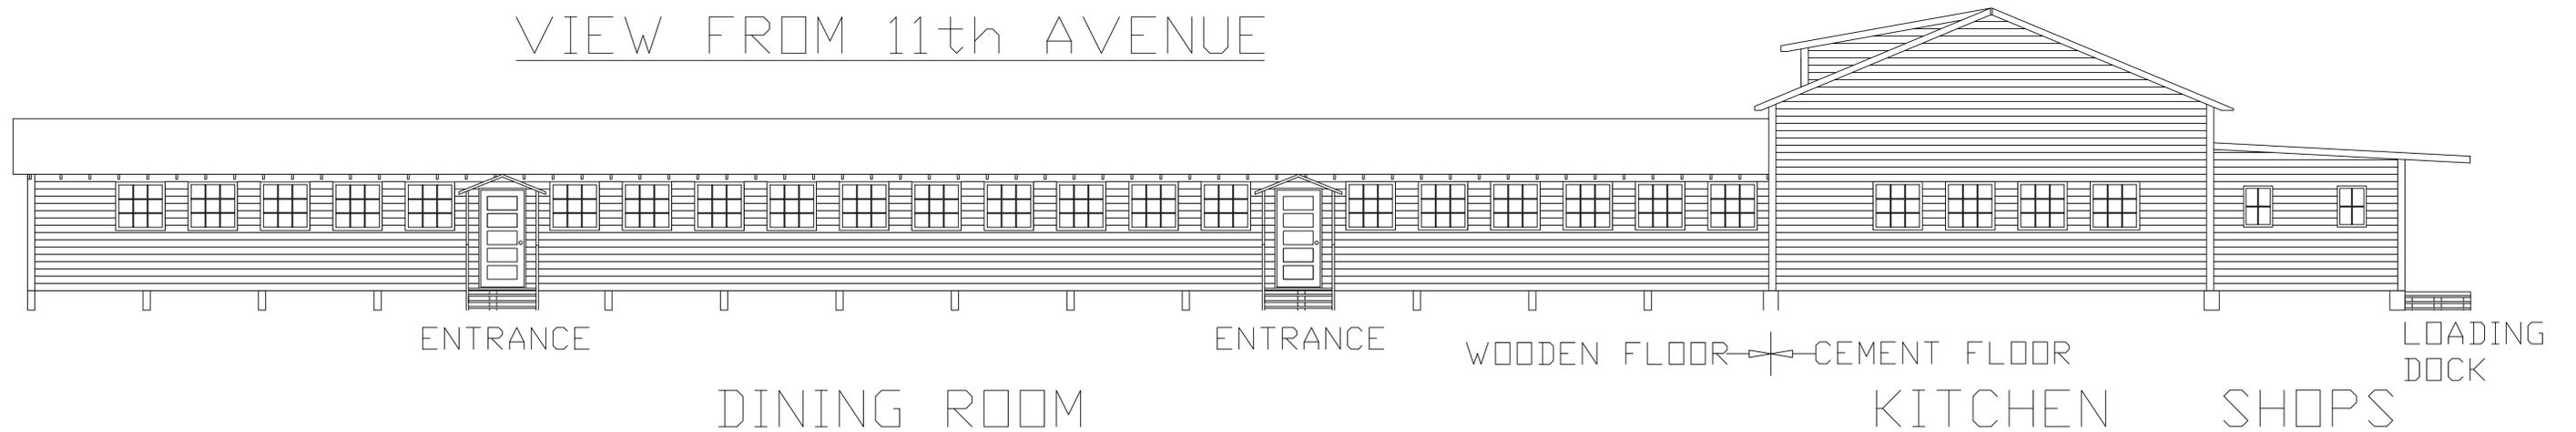 VIEW FROM 11th AVENUE
ENTRANCE
ENTRANCE
WOODEN FLOOR
CEMENT FLOOR
LOADING
DOCK
DINING ROOM
KITCHEN
SHOPS